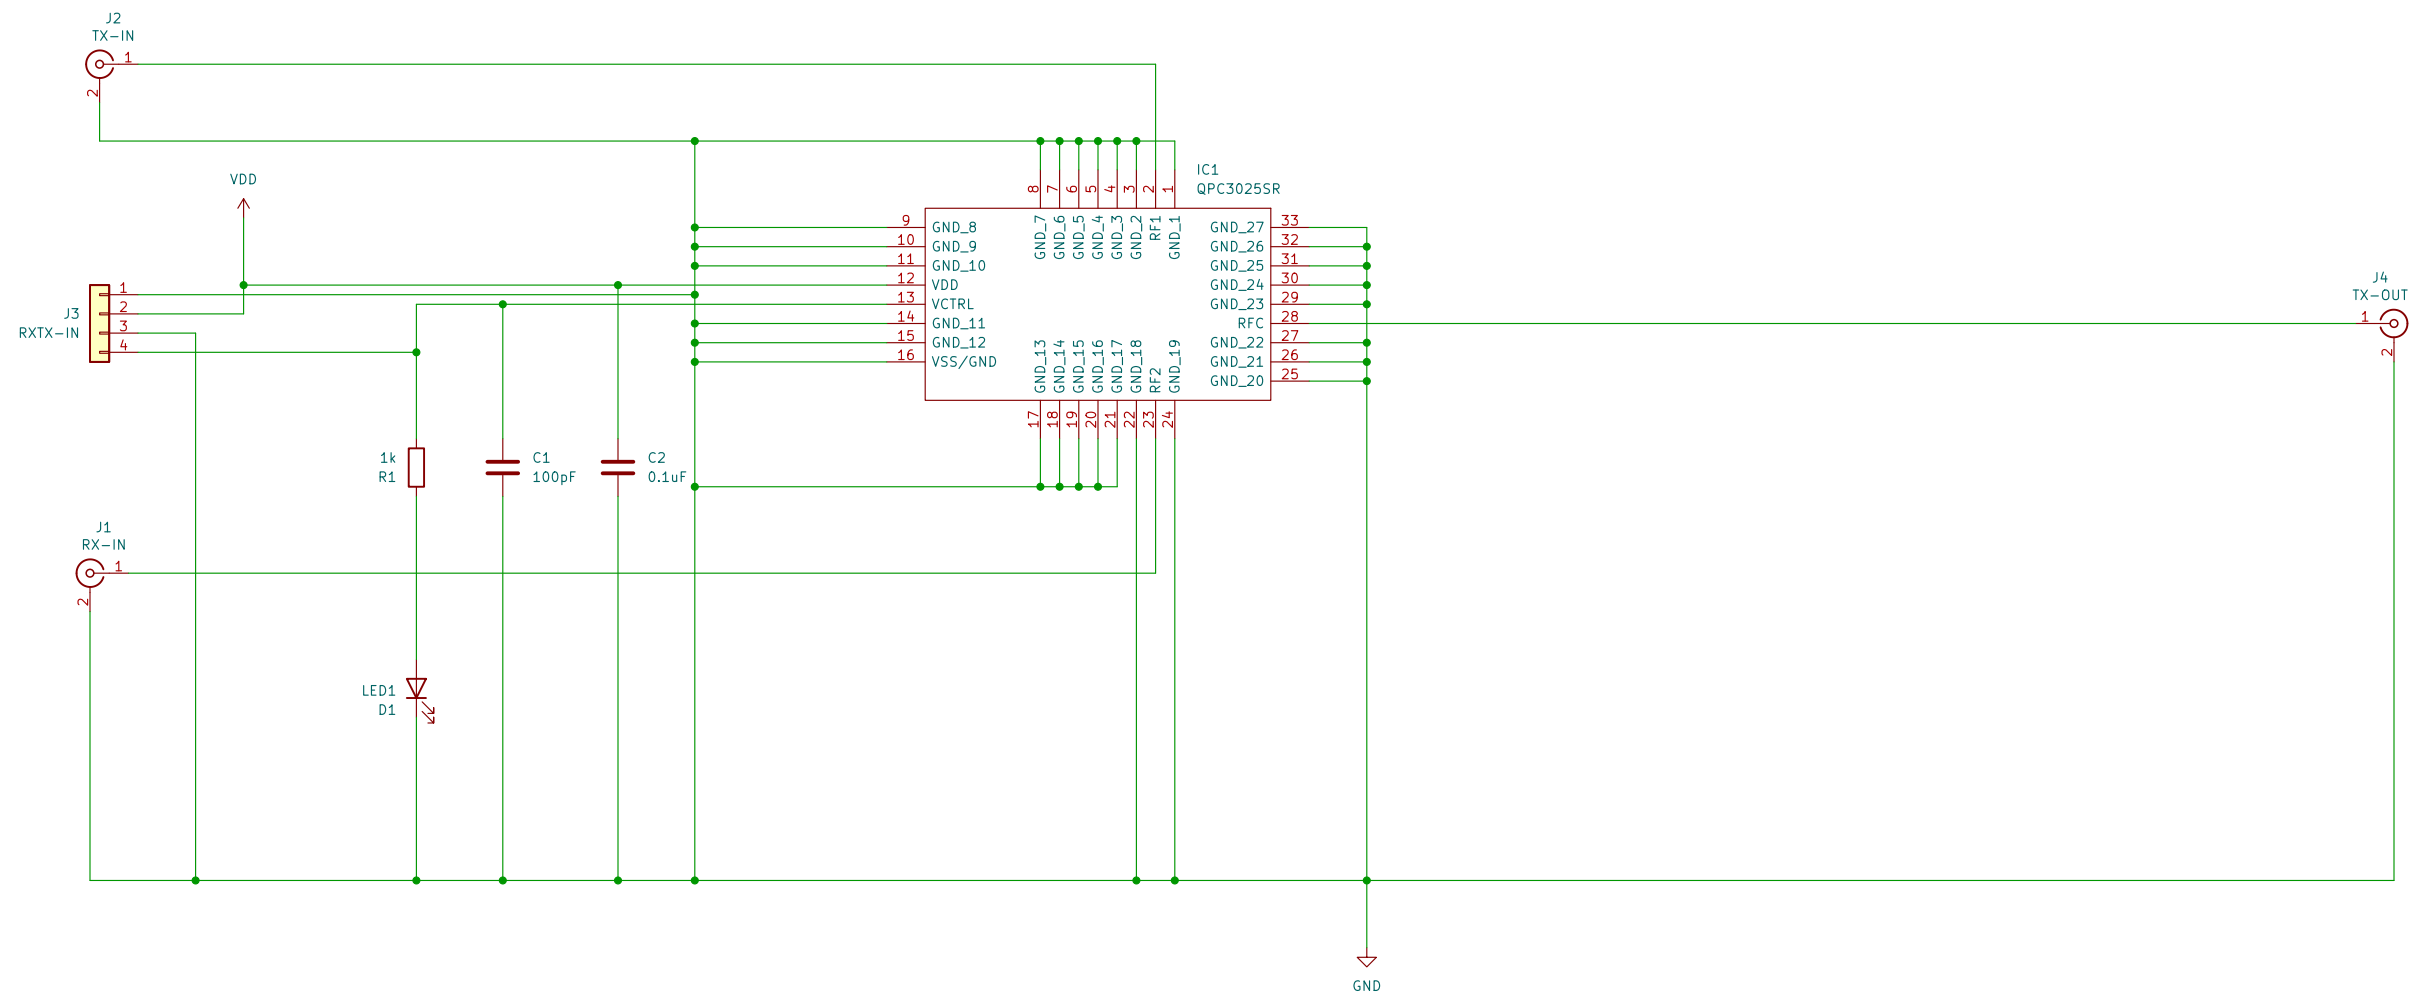 J2
TX-IN
1
2
VDD
J3
RXTX-IN
1
2
3
4
IC1
QPC3025SR
8
7
6
5
4
3
2
1
GND_7
GND_6
GND_5
GND_4
GND_3
GND_2
RF1
GND_1
9 GND_8
10 GND_9
11 GND_10
12 VDD
13 VCTRL
14 GND_11
15 GND_12
16 VSS/GND
GND_27 33
GND_26 32
GND_25 31
GND_24 30
GND_23 29
RFC 28
GND_22 27
GND_21 26
GND_20 25
GND_13
GND_14
GND_15
GND_16
GND_17
GND_18
RF2
GND_19
17
18
19
20
21
22
23
24
J4
TX-OUT
1
2
1k
R1
C1
100pF
C2
0.1uF
J1
RX-IN
1
2
LED1
D1
GND